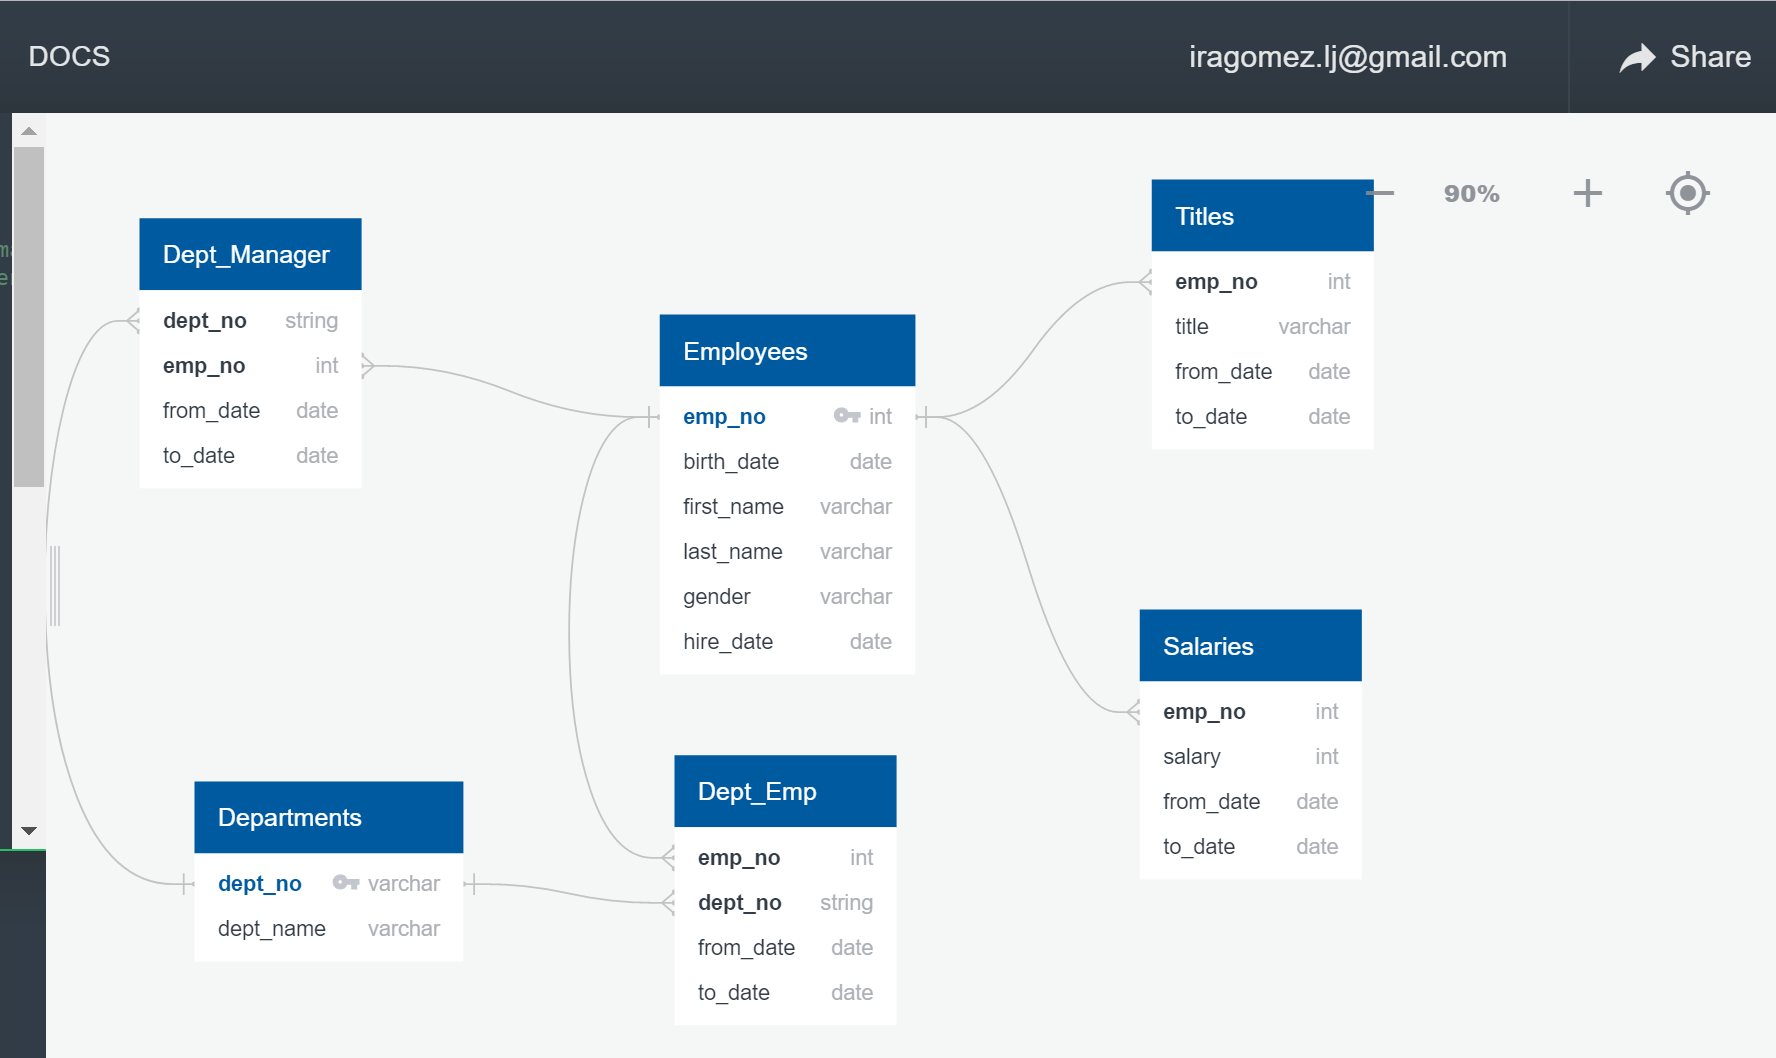 DOCS
iragomez.lj@gmail.com
Share
90%
Dept_Manager
dept_no string
emp_no int
from_date date
to_date date
Employees
emp_no int
birth_date date
first_name varchar
last_name varchar
gender varchar
hire_date date
Titles
emp_no int
title varchar
from_date date
to_date date
Salaries
emp_no int
salary int
from_date date
to_date date
Departments
dept_no varchar
dept_name varchar
Dept_Emp
emp_no int
dept_no string
from_date date
to_date date